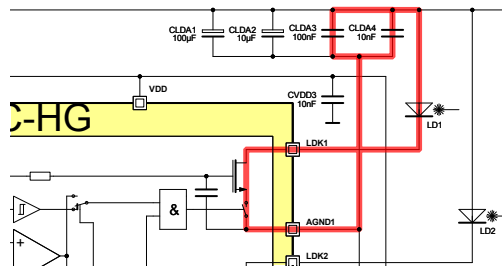 CLDA1
100µF
CLDA2
10µF
CLDA3
100nF
CLDA4
10nF
VDD
CVDD3
10nF
LD1
C-HG
LDK1
&
AGND1
LD2
+
LDK2